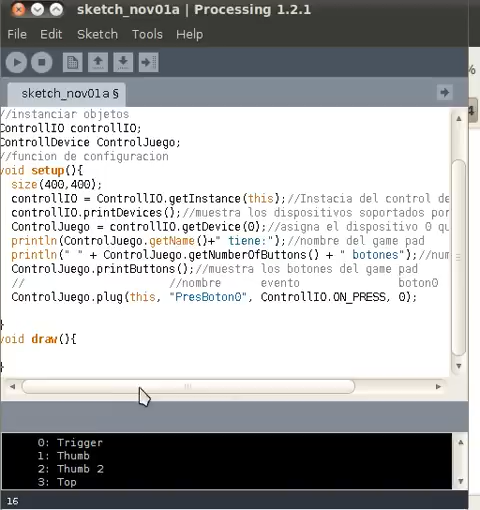 sketch_nov01a | Processing 1.2.1
File Edit Sketch Tools Help
sketch_nov01a §
//instanciar objetos
ControllIO controllIO;
ControllDevice ControlJuego;
//funcion de configuracion
void setup(){
size(400,400);
controllIO = ControllIO.getInstance(this);//Instacia del control de
controllIO.printDevices();//muestra los dispositivos soportados por
ControlJuego = controllIO.getDevice(0);//asigna el dispositivo 0 qu
println(ControlJuego.getName()+" tiene:");//nombre del game pad
println(" " + ControlJuego.getNumberOfButtons() + " botones");//num
ControlJuego.printButtons();//muestra los botones del game pad
// //nombre evento boton0
ControlJuego.plug(this, "PresBoton0", ControllIO.ON_PRESS, 0);
}
void draw(){
}
0: Trigger
1: Thumb
2: Thumb 2
3: Top
16
%
4